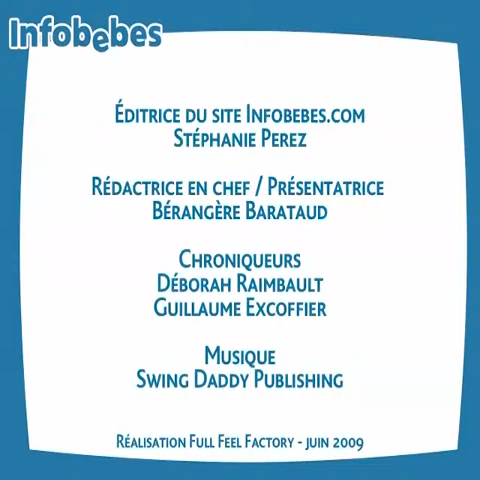 Infobebes
Éditrice du site Infobebes.com
Stéphanie Perez
Rédactrice en chef / Présentatrice
Bérangère Barataud
Chroniqueurs
Déborah Raimbault
Guillaume Excoffier
Musique
Swing Daddy Publishing
Réalisation Full Feel Factory - juin 2009